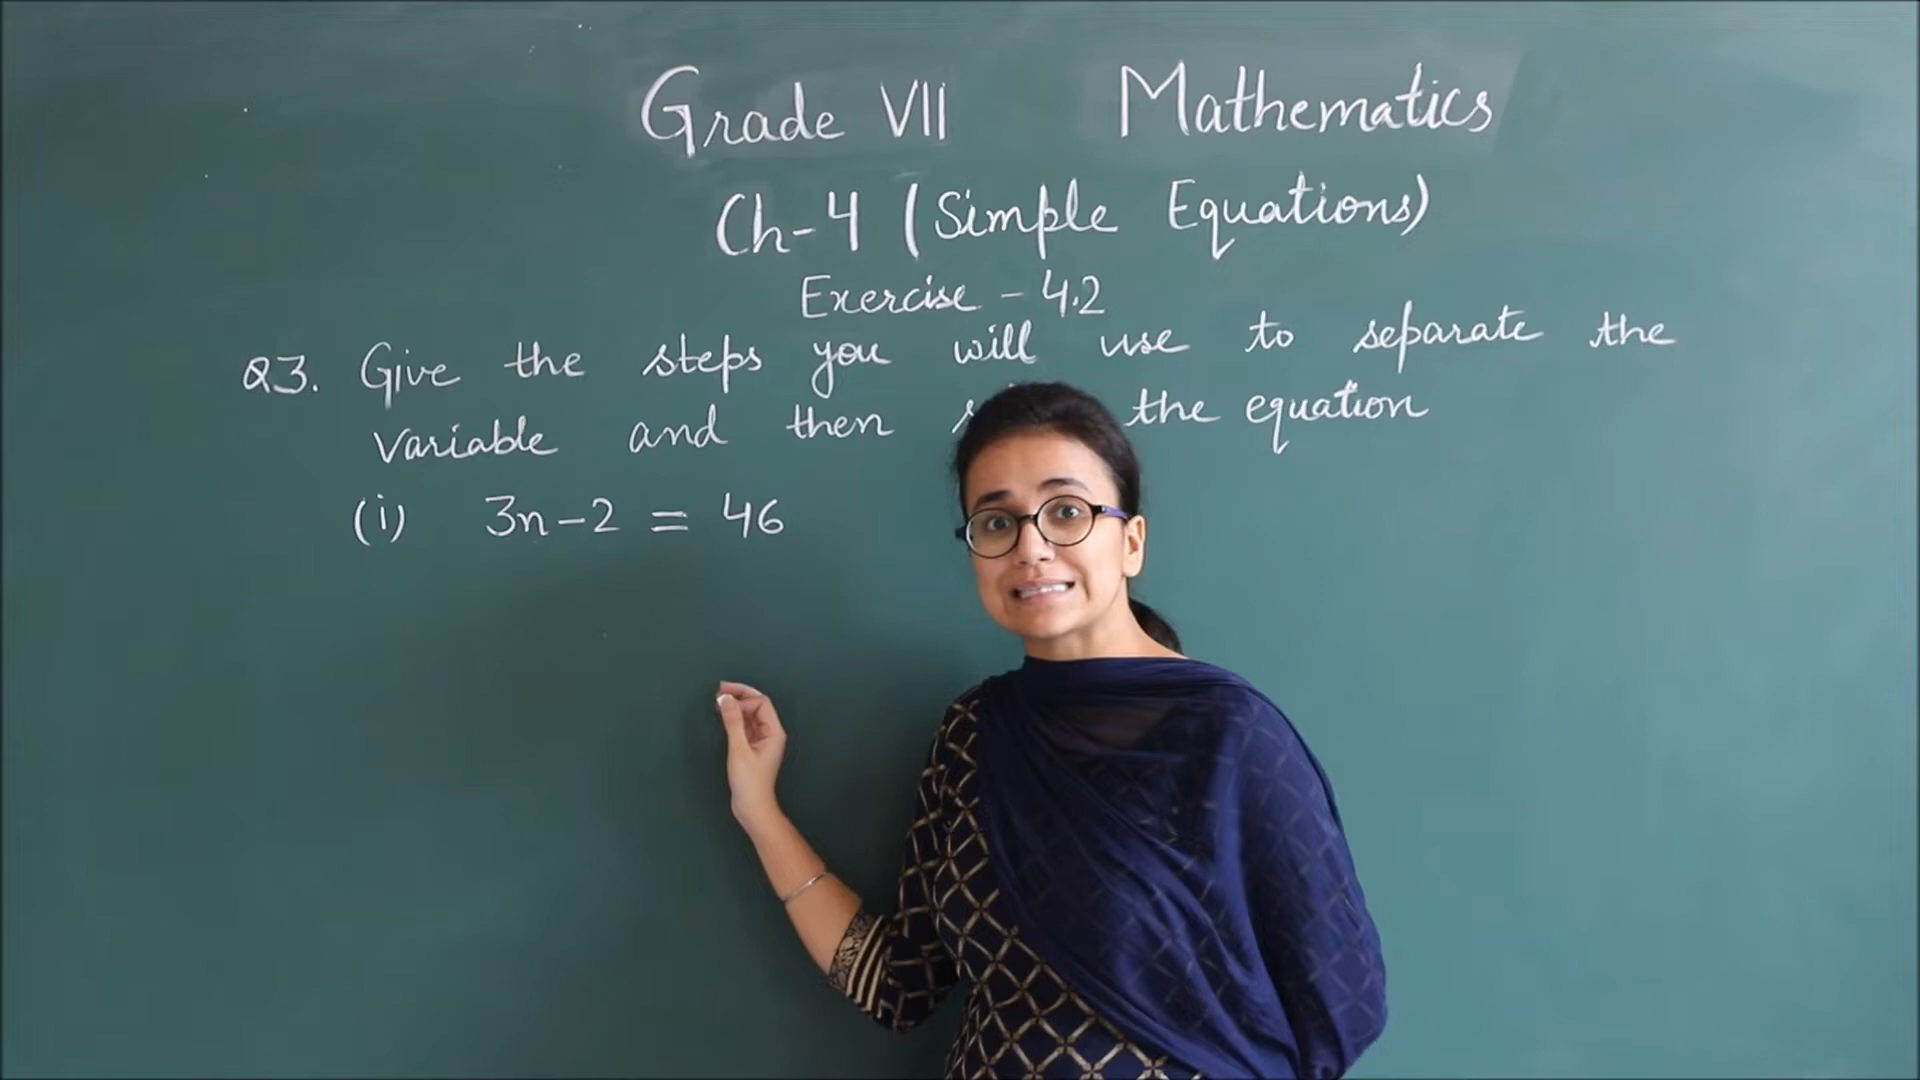 Grade VII Mathematics
Ch-4 (Simple Equations)
Exercise - 4.2
Q3. Give the steps you will use to separate the
variable and then the equation
(i) 3n-2 = 46